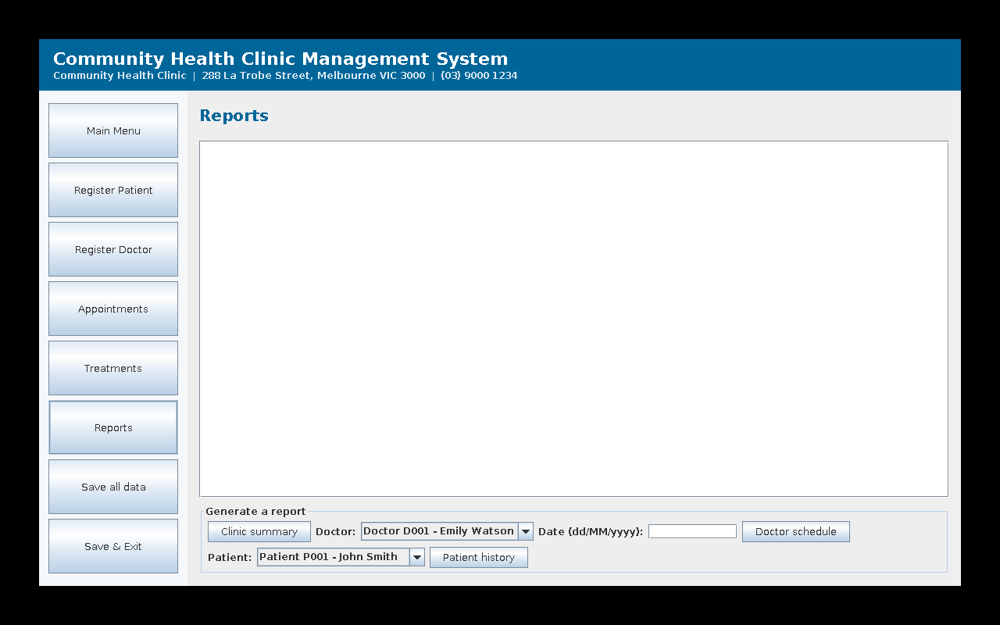 Community Health Clinic Management System
Community Health Clinic | 288 La Trobe Street, Melbourne VIC 3000 | (03) 9000 1234
Main Menu
Register Patient
Register Doctor
Appointments
Treatments
Reports
Save all data
Save & Exit
Reports
Generate a report
Clinic summary Doctor: Doctor D001 - Emily Watson Date (dd/MM/yyyy): Doctor schedule
Patient: Patient P001 - John Smith Patient history